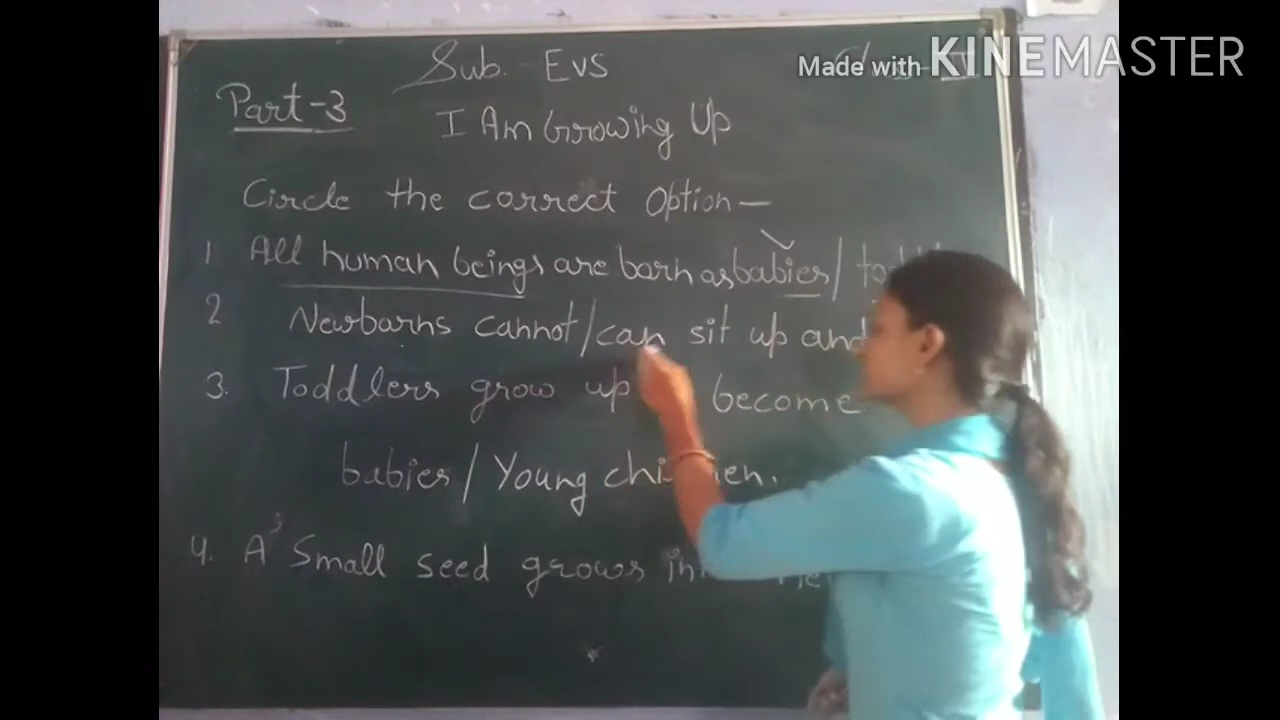 Sub. Evs
Made with KINEMASTER
Part-3
I Am Growing Up
Circle the correct option —
1 All human beings are born as babies /
2 Newborns cannot/can sit up and
3. Toddlers grow up become
babies / Young children.
4. A Small seed grows